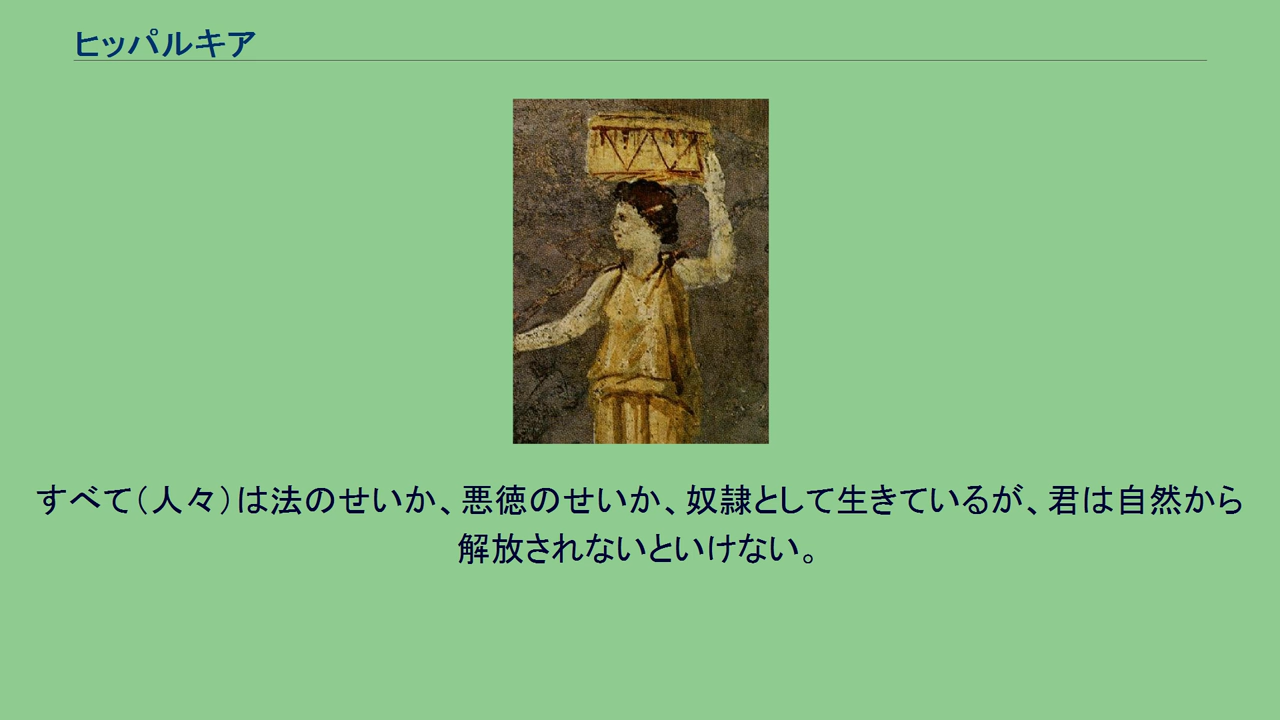 ヒッパルキア
すべて（人々）は法のせいか、悪徳のせいか、奴隷として生きているが、君は自然から
解放されないといけない。